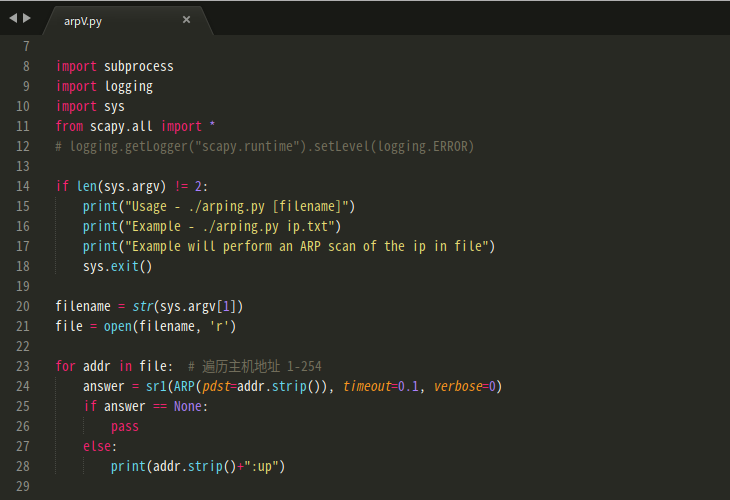 arpV.py
7
8 import subprocess
9 import logging
10 import sys
11 from scapy.all import *
12 # logging.getLogger("scapy.runtime").setLevel(logging.ERROR)
13
14 if len(sys.argv) != 2:
15     print("Usage - ./arping.py [filename]")
16     print("Example - ./arping.py ip.txt")
17     print("Example will perform an ARP scan of the ip in file")
18     sys.exit()
19
20 filename = str(sys.argv[1])
21 file = open(filename, 'r')
22
23 for addr in file:  # 遍历主机地址 1-254
24     answer = sr1(ARP(pdst=addr.strip()), timeout=0.1, verbose=0)
25     if answer == None:
26         pass
27     else:
28         print(addr.strip()+":up")
29